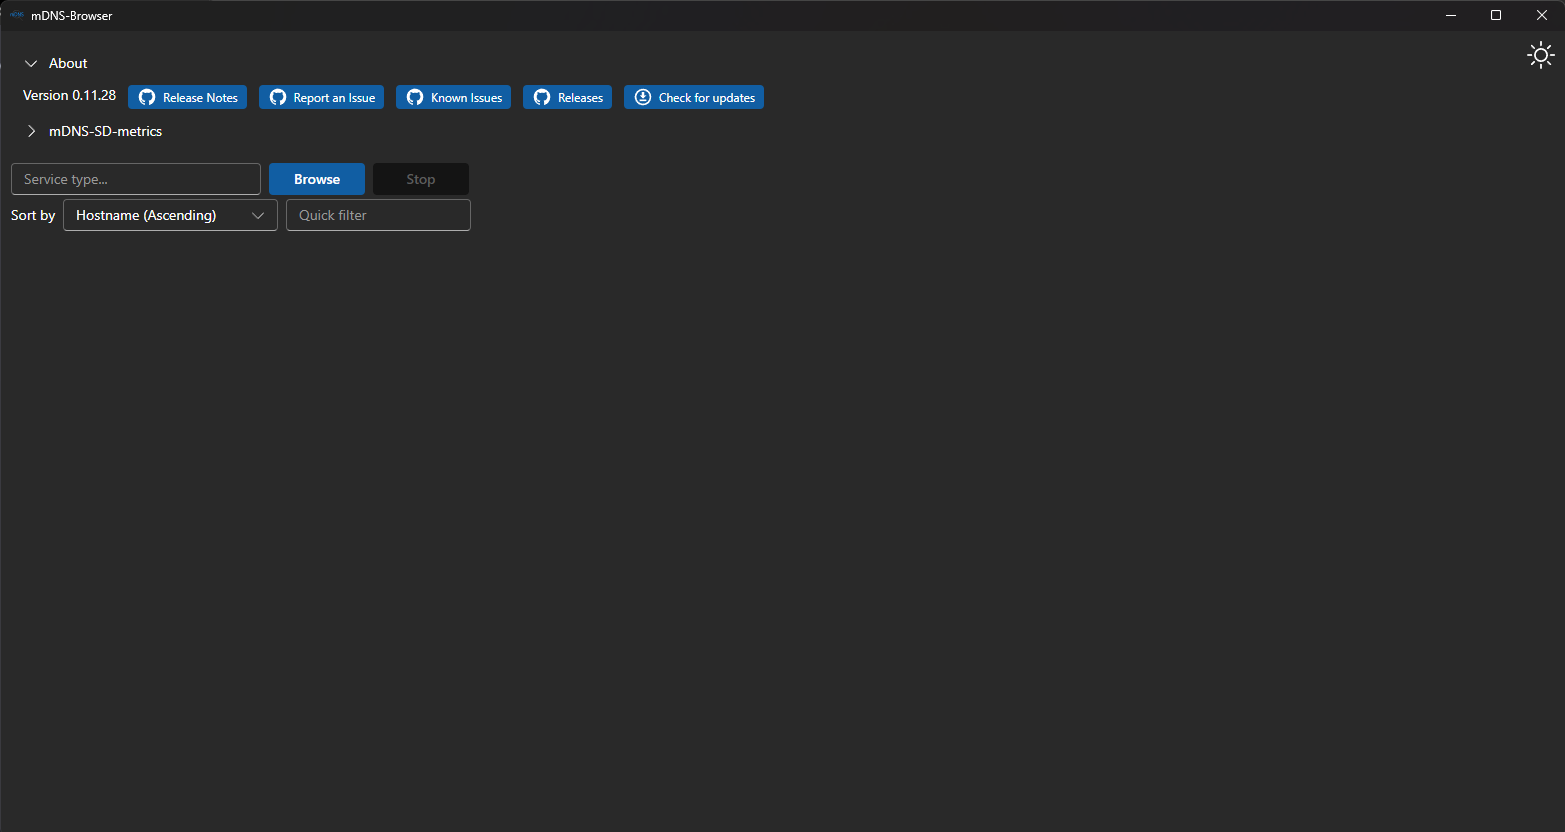 mDNS-Browser
About
Version 0.11.28 Release Notes Report an Issue Known Issues Releases Check for updates
mDNS-SD-metrics
Service type... Browse Stop
Sort by Hostname (Ascending) Quick filter